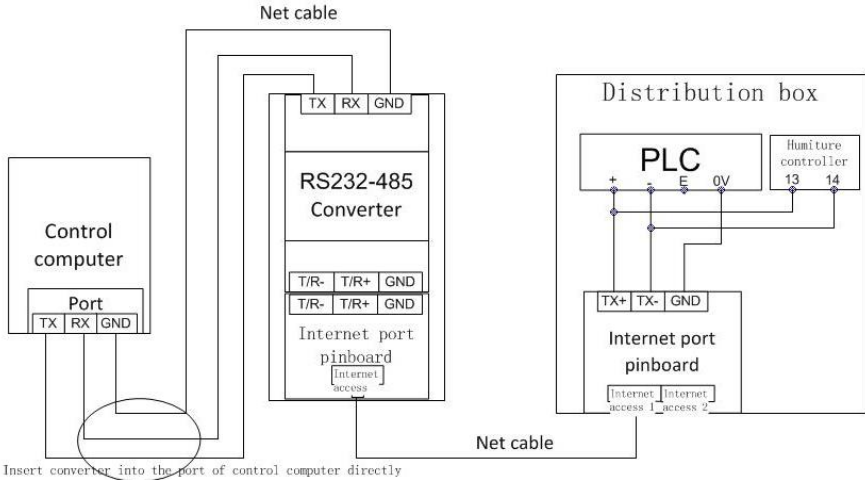 Net cable
TX RX GND
RS232-485
Converter
T/R- T/R+ GND
T/R- T/R+ GND
Internet port
pinboard
Internet
access
Control
computer
Port
TX RX GND
Distribution box
PLC
+ - E 0V
Humiture
controller
13 14
TX+ TX- GND
Internet port
pinboard
Internet Internet
access 1 access 2
Net cable
Insert converter into the port of control computer directly